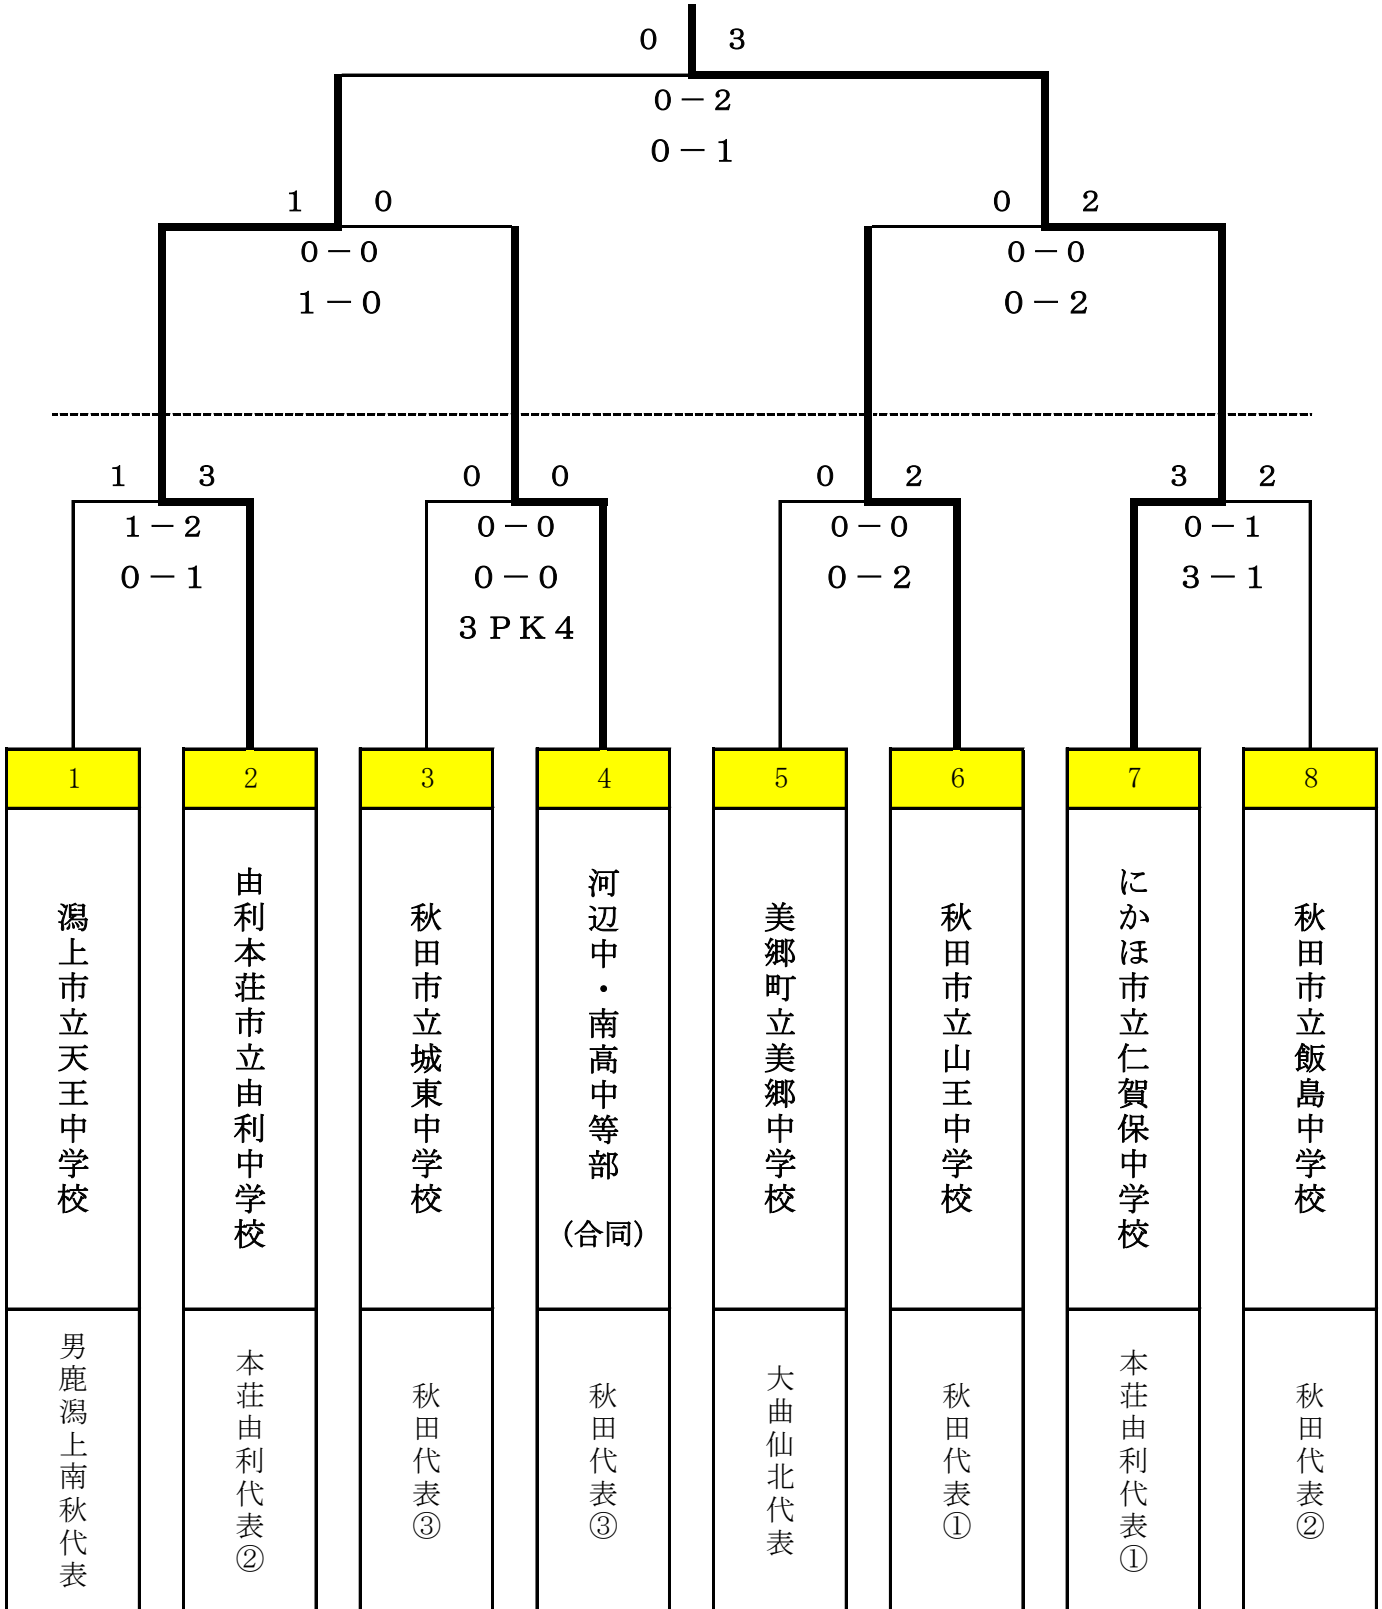 ０　３
０－２
０－１
１　０
０　２
０－０
０－０
１－０
０－２
１　３
０　０
０　２
３　２
１－２
０－０
０－０
０－１
０－１
０－０
０－２
３－１
３ＰＫ４
1
2
3
4
5
6
7
8
潟上市立天王中学校
由利本荘市立由利中学校
秋田市立城東中学校
河辺中・南高中等部
（合同）
美郷町立美郷中学校
秋田市立山王中学校
にかほ市立仁賀保中学校
秋田市立飯島中学校
男鹿潟上南秋代表
本荘由利代表②
秋田代表③
秋田代表③
大曲仙北代表
秋田代表①
本荘由利代表①
秋田代表②